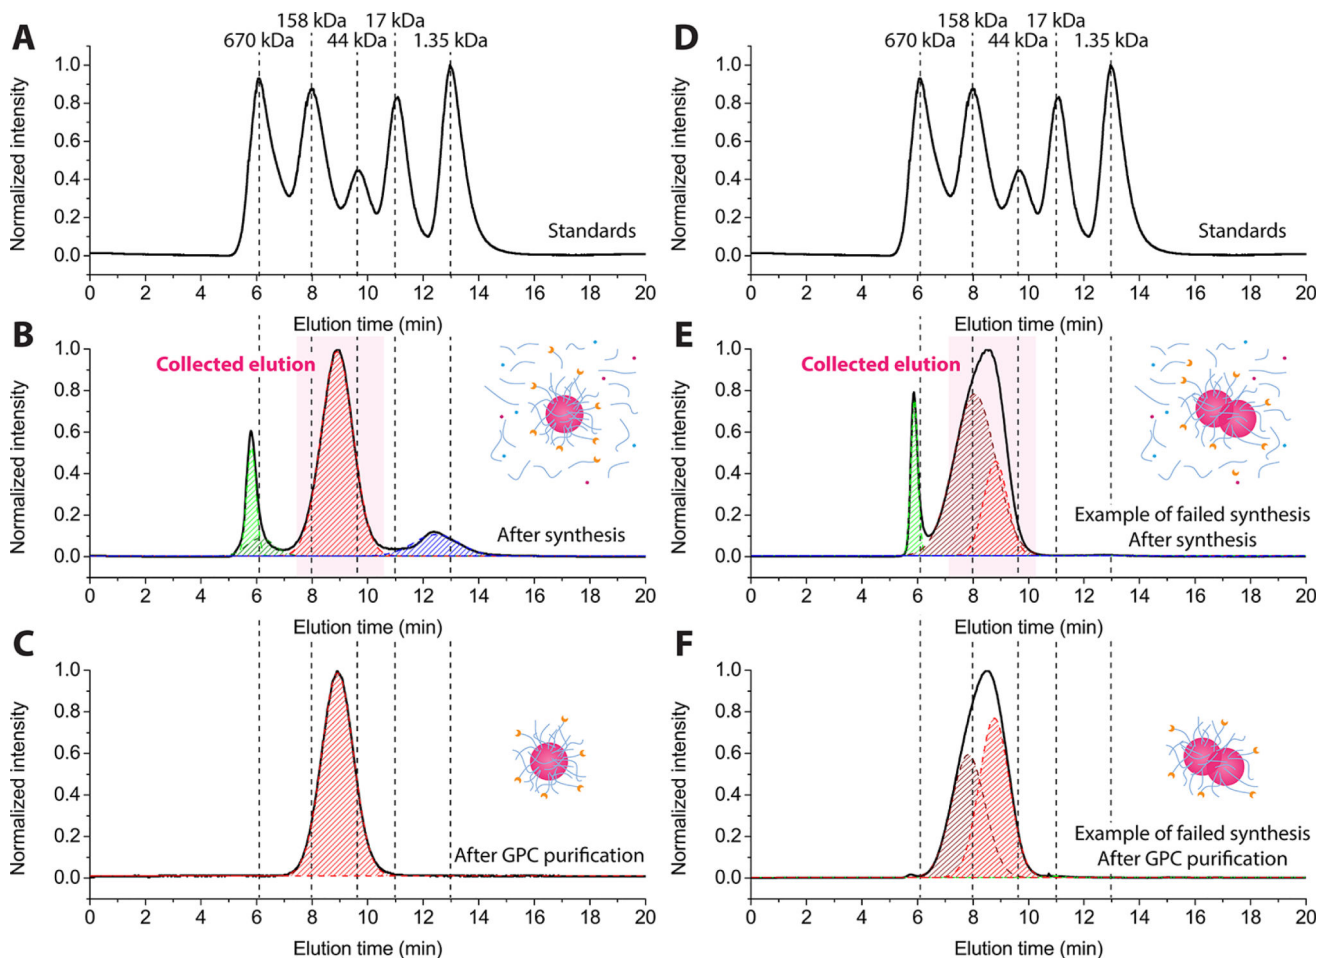 A
670 kDa 158 kDa 44 kDa 17 kDa 1.35 kDa
Normalized intensity
1.0
0.8
0.6
0.4
0.2
0.0
Standards
0 2 4 6 8 10 12 14 16 18 20
Elution time (min)
B
Collected elution
Normalized intensity
1.0
0.8
0.6
0.4
0.2
0.0
After synthesis
0 2 4 6 8 10 12 14 16 18 20
Elution time (min)
C
Normalized intensity
1.0
0.8
0.6
0.4
0.2
0.0
After GPC purification
0 2 4 6 8 10 12 14 16 18 20
Elution time (min)
D
670 kDa 158 kDa 44 kDa 17 kDa 1.35 kDa
Normalized intensity
1.0
0.8
0.6
0.4
0.2
0.0
Standards
0 2 4 6 8 10 12 14 16 18 20
Elution time (min)
E
Collected elution
Normalized intensity
1.0
0.8
0.6
0.4
0.2
0.0
Example of failed synthesis
After synthesis
0 2 4 6 8 10 12 14 16 18 20
Elution time (min)
F
Normalized intensity
1.0
0.8
0.6
0.4
0.2
0.0
Example of failed synthesis
After GPC purification
0 2 4 6 8 10 12 14 16 18 20
Elution time (min)